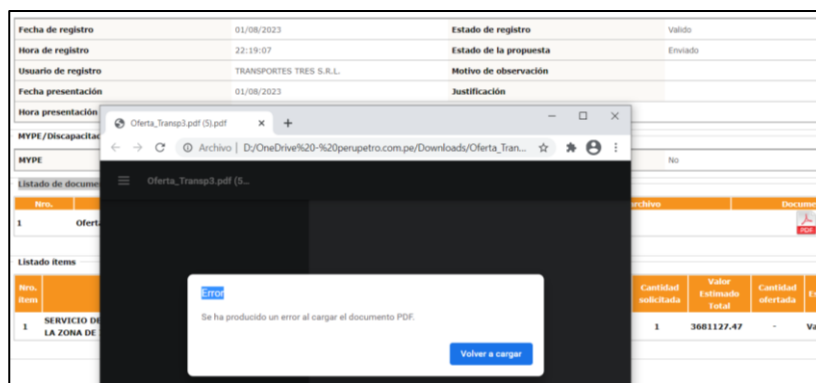 Fecha de registro 01/08/2023 Estado de registro Valido
Hora de registro 22:19:07 Estado de la propuesta Enviado
Usuario de registro TRANSPORTES TRES S.R.L. Motivo de observación
Fecha presentación 01/08/2023 Justificación
Hora presentación
Oferta_Transp3.pdf (5).pdf
MYPE/Discapacitad
Archivo | D:/OneDrive%20-%20perupetro.com.pe/Downloads/Oferta_Tran...
MYPE No
Listado de docume
Oferta_Transp3.pdf (5...
Nro. archivo Docume
1 Ofert
PDF
Listado ítems
Nro. ítem Cantidad solicitada Valor Estimado Total Cantidad ofertada
Error
Se ha producido un error al cargar el documento PDF.
1 SERVICIO DE 1 3681127.47 - Va
LA ZONA DE
Volver a cargar